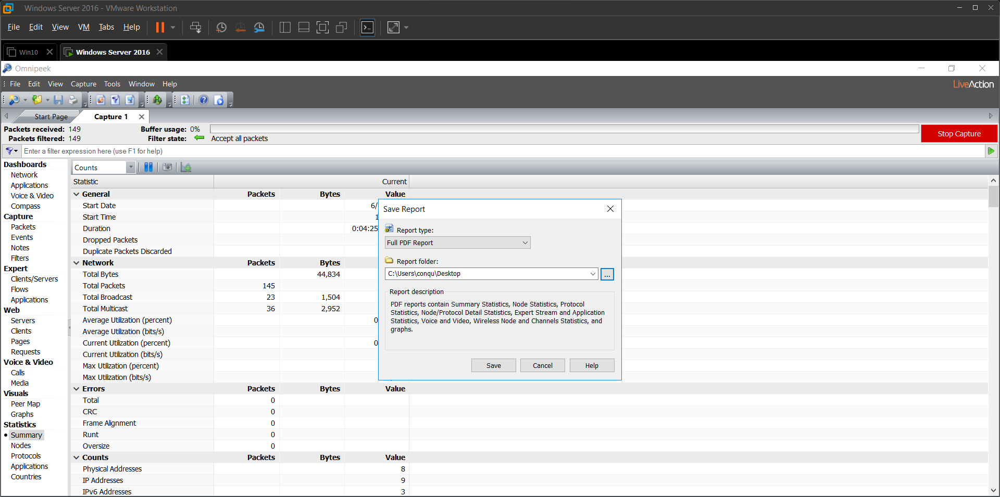 Windows Server 2016 - VMware Workstation
File Edit View VM Tabs Help
Win10
Windows Server 2016
Omnipeek
File Edit View Capture Tools Window Help
LiveAction
Start Page
Capture 1
Packets received: 149
Buffer usage: 0%
Packets filtered: 149
Filter state: Accept all packets
Stop Capture
Enter a filter expression here (use F1 for help)
Dashboards
Network
Applications
Voice & Video
Compass
Capture
Packets
Events
Notes
Filters
Expert
Clients/Servers
Flows
Applications
Web
Servers
Clients
Pages
Requests
Voice & Video
Calls
Media
Visuals
Peer Map
Graphs
Statistics
Summary
Nodes
Protocols
Applications
Countries
Counts
Statistic Current
General Packets Bytes Value
Start Date 6/
Start Time 1
Duration 0:04:25
Dropped Packets
Duplicate Packets Discarded
Network Packets Bytes
Total Bytes 44,834
Total Packets 145
Total Broadcast 23 1,504
Total Multicast 36 2,952
Average Utilization (percent) 0
Average Utilization (bits/s)
Current Utilization (percent) 0
Current Utilization (bits/s)
Max Utilization (percent)
Max Utilization (bits/s)
Errors Packets Bytes Value
Total 0
CRC 0
Frame Alignment 0
Runt 0
Oversize 0
Counts Packets Bytes Value
Physical Addresses 8
IP Addresses 9
IPv6 Addresses 3
Save Report
Report type:
Full PDF Report
Report folder:
C:\Users\conqu\Desktop
...
Report description
PDF reports contain Summary Statistics, Node Statistics, Protocol
Statistics, Node/Protocol Detail Statistics, Expert Stream and Application
Statistics, Voice and Video, Wireless Node and Channels Statistics, and
graphs.
Save Cancel Help